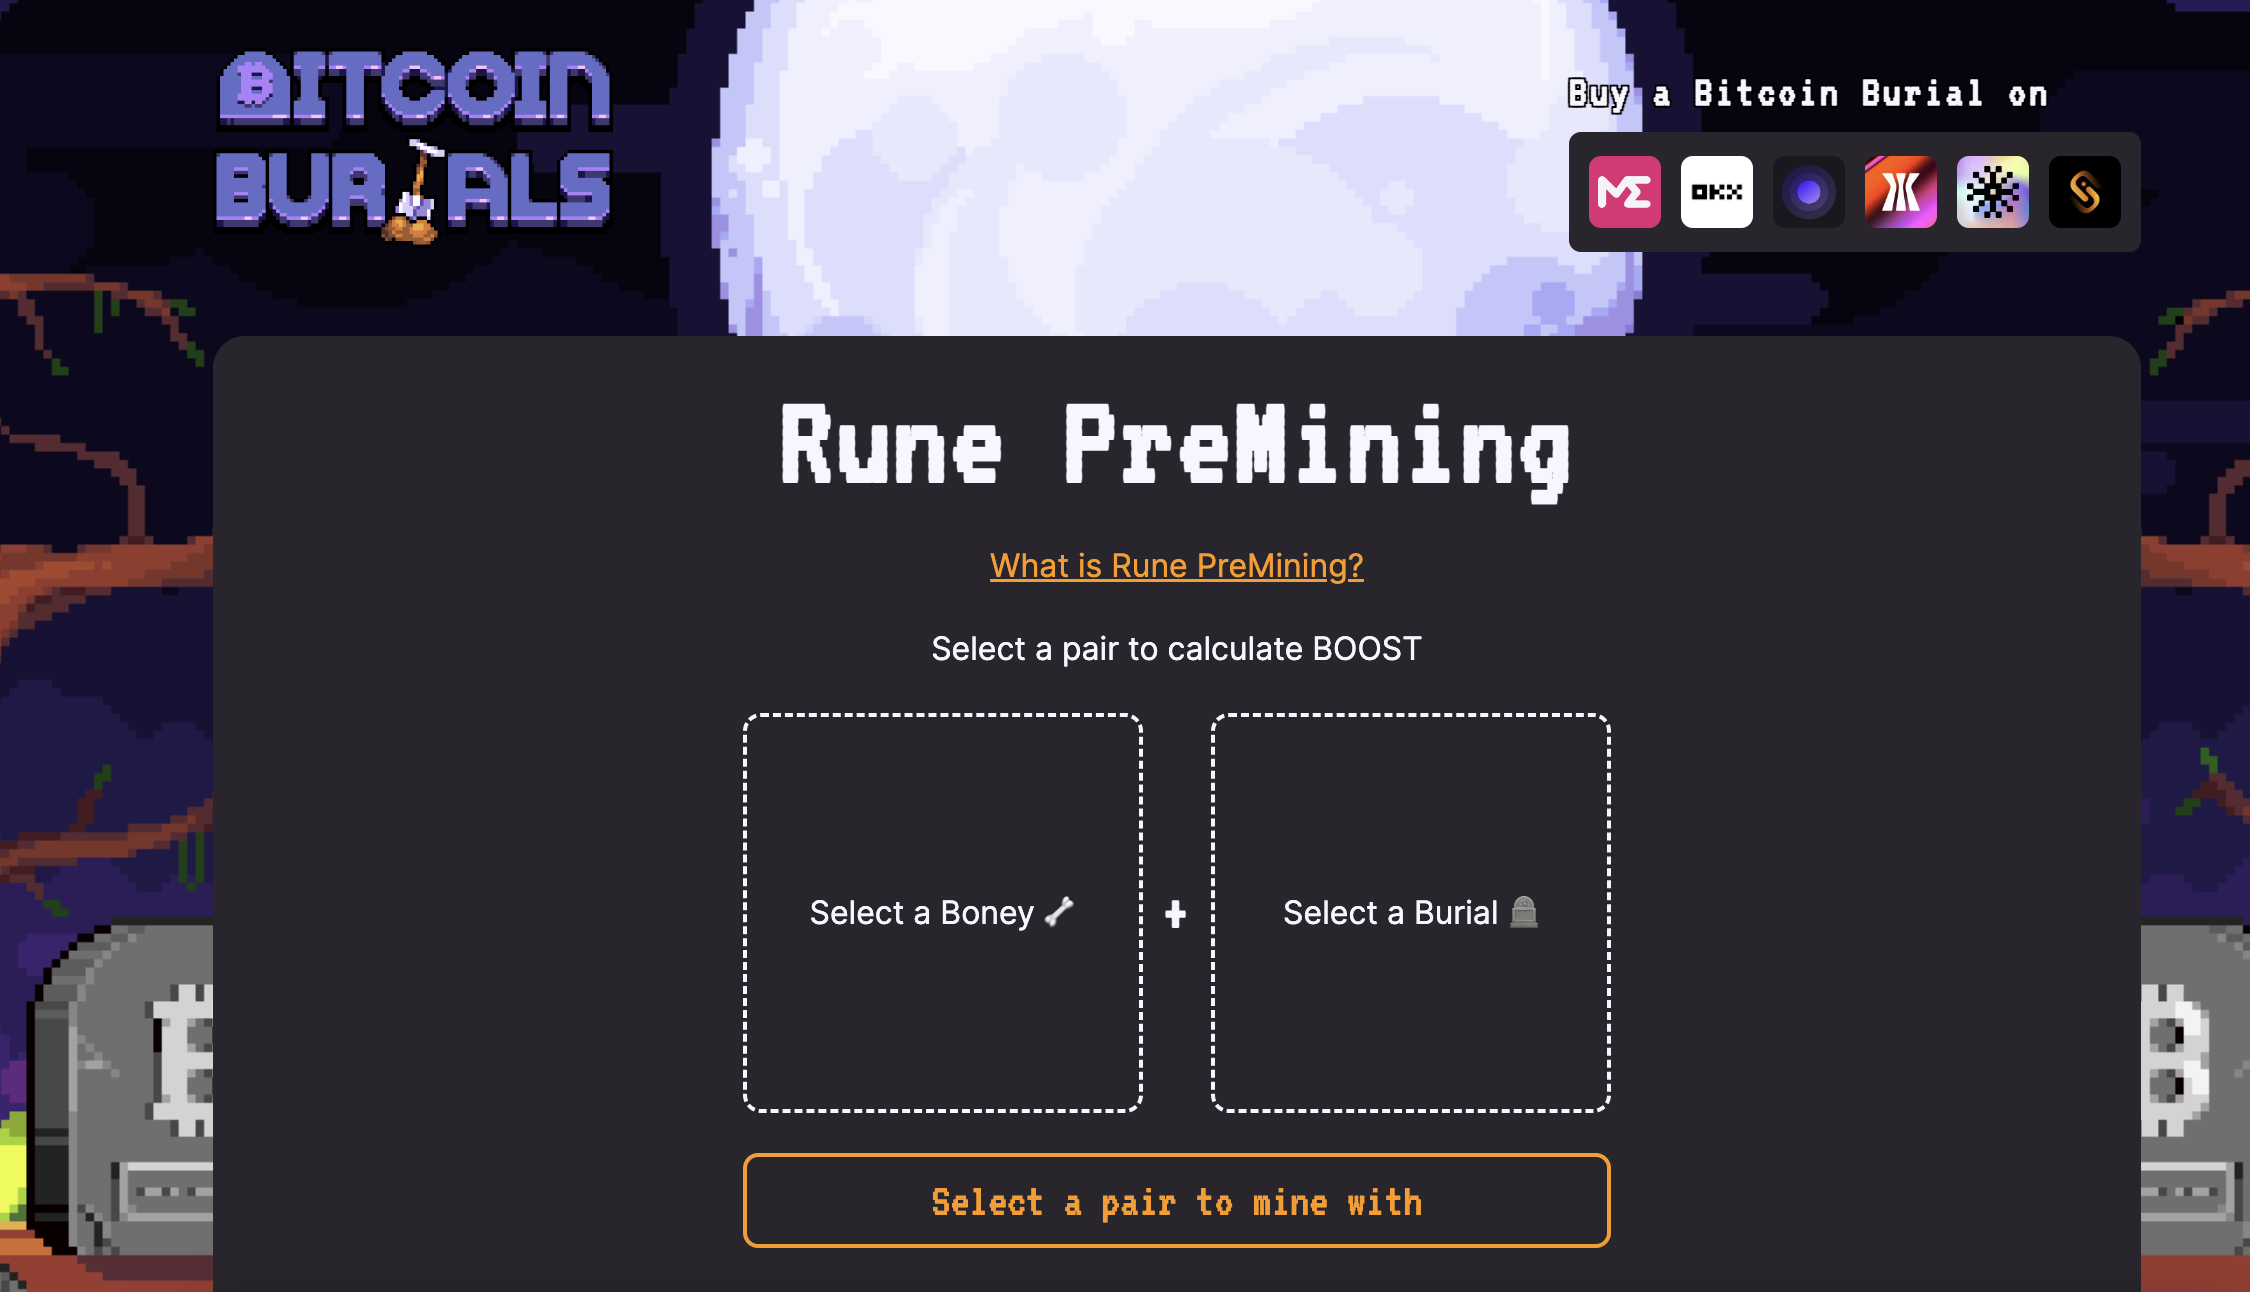 BITCOIN
BURIALS
Buy a Bitcoin Burial on
ME
OKX
Rune PreMining
What is Rune PreMining?
Select a pair to calculate BOOST
Select a Boney
+
Select a Burial
Select a pair to mine with